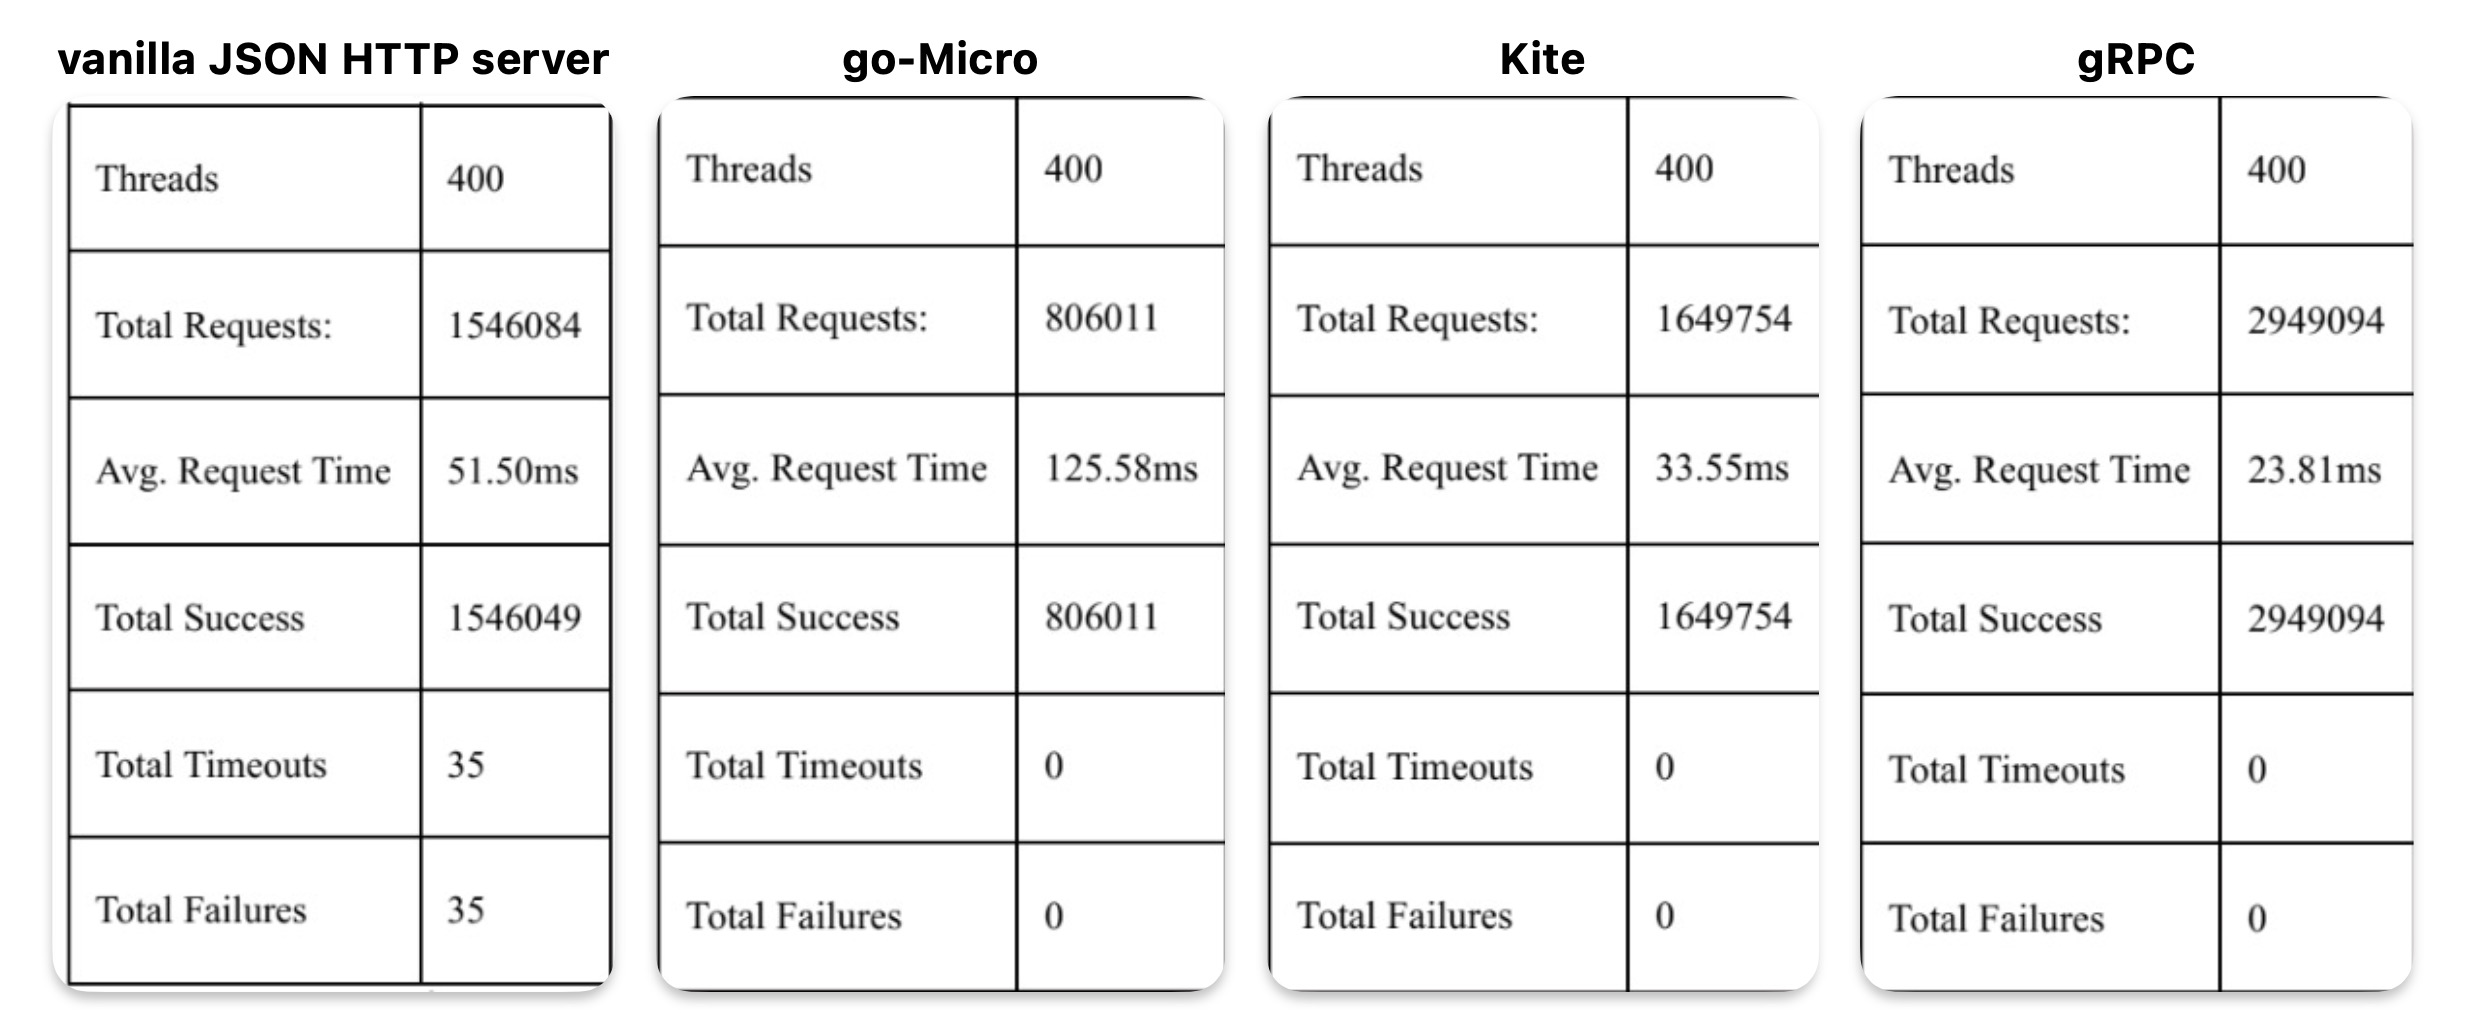 vanilla JSON HTTP server
Threads 400
Total Requests: 1546084
Avg. Request Time 51.50ms
Total Success 1546049
Total Timeouts 35
Total Failures 35
go-Micro
Threads 400
Total Requests: 806011
Avg. Request Time 125.58ms
Total Success 806011
Total Timeouts 0
Total Failures 0
Kite
Threads 400
Total Requests: 1649754
Avg. Request Time 33.55ms
Total Success 1649754
Total Timeouts 0
Total Failures 0
gRPC
Threads 400
Total Requests: 2949094
Avg. Request Time 23.81ms
Total Success 2949094
Total Timeouts 0
Total Failures 0